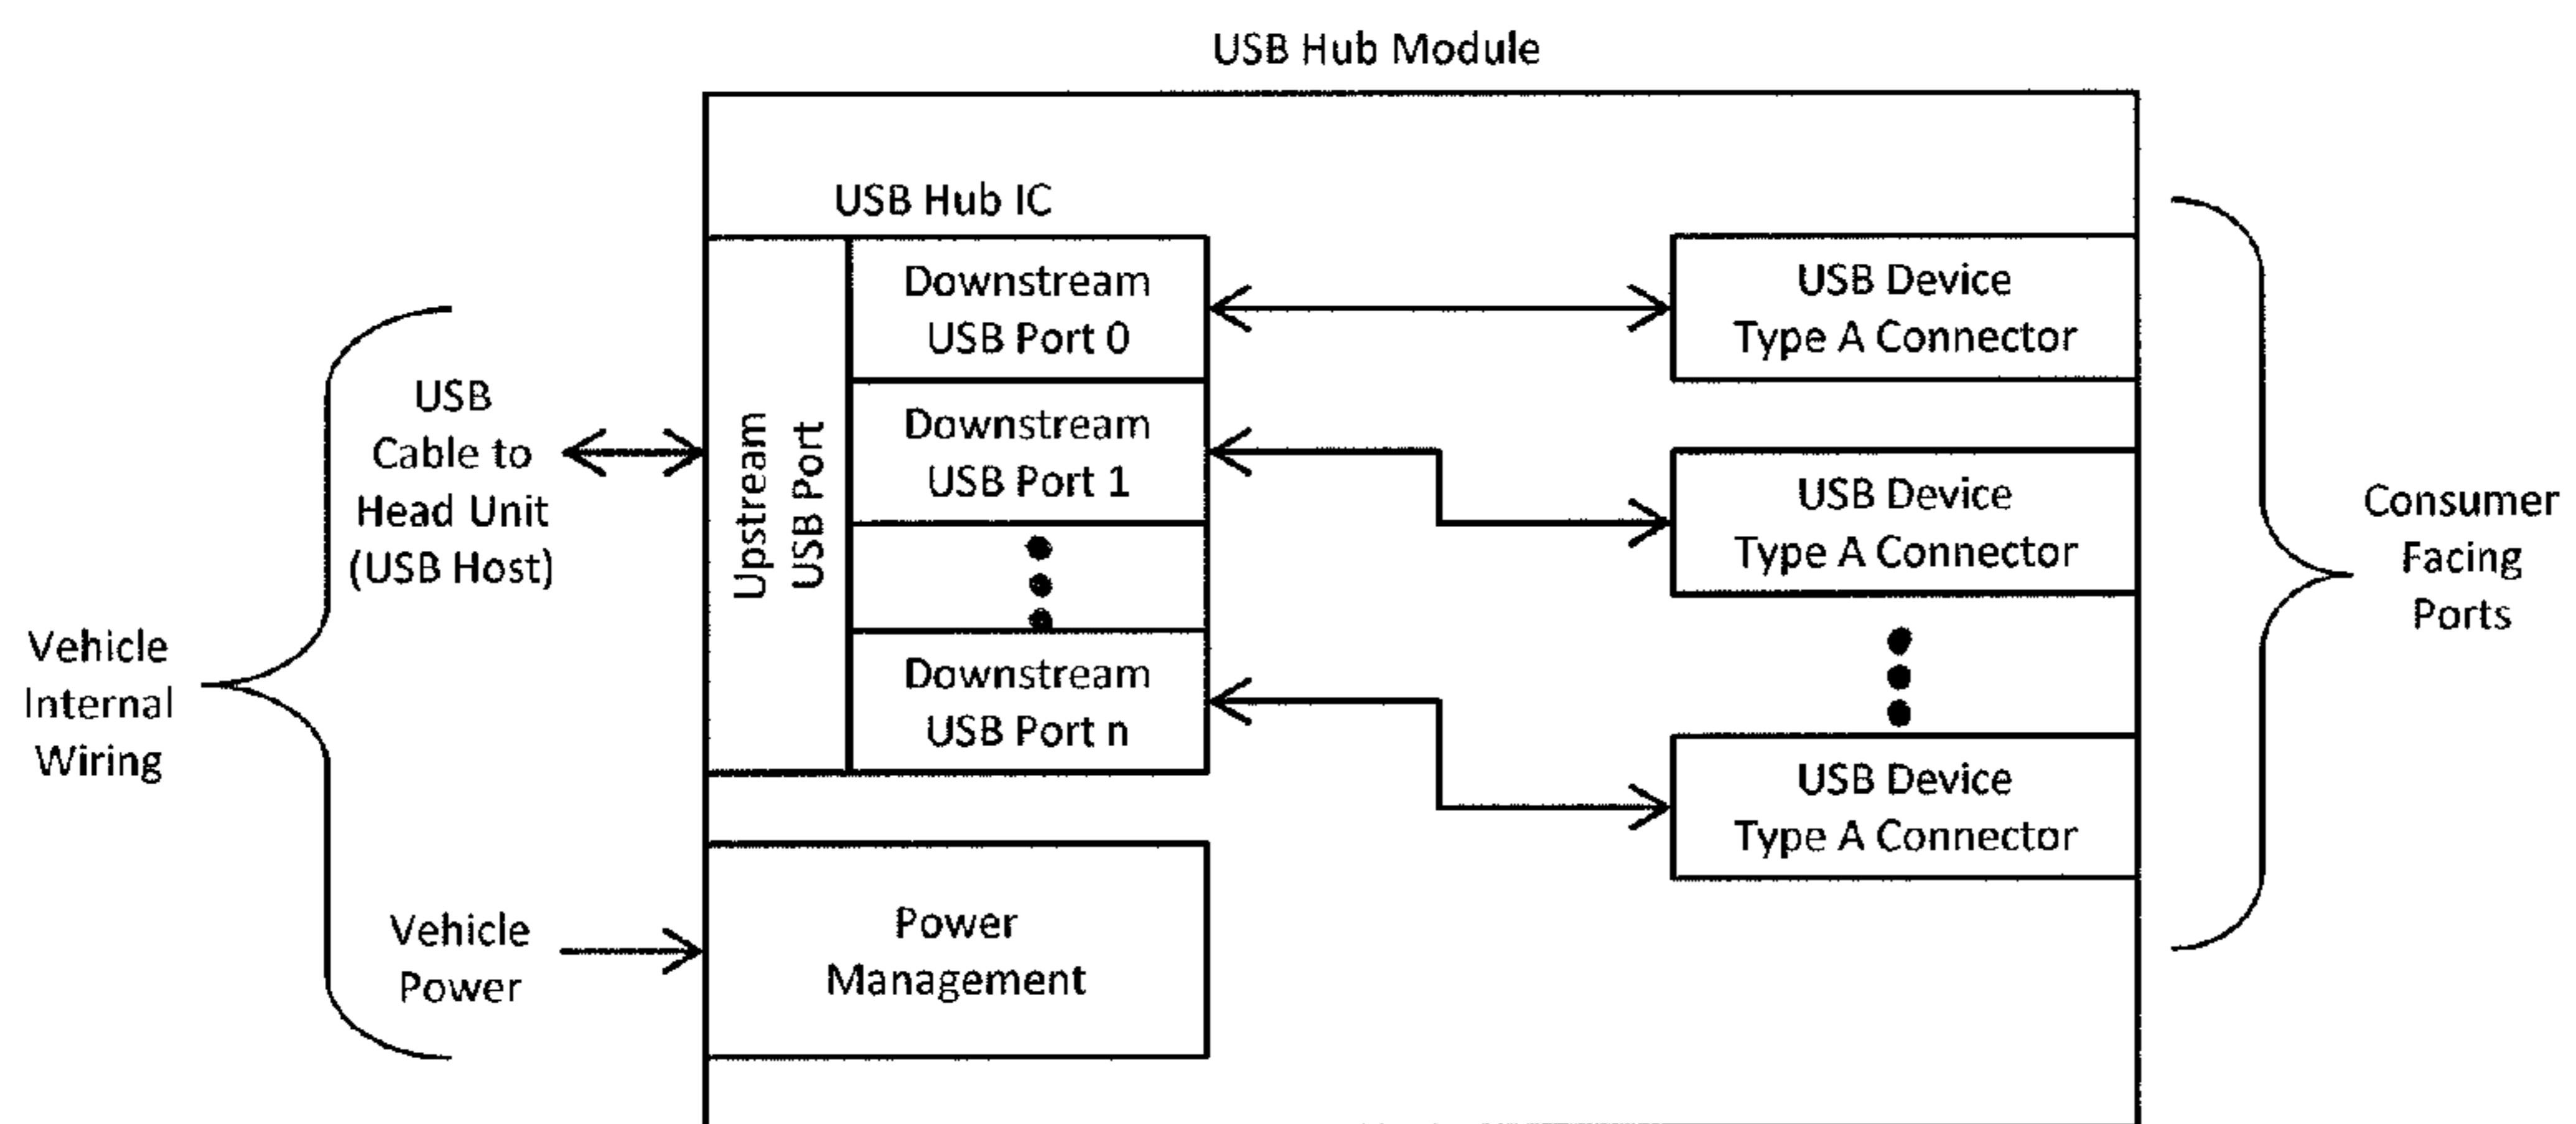 USB Hub Module
USB Hub IC
Downstream
USB Port 0
Downstream
USB Port 1
Downstream
USB Port n
Upstream
USB Port
USB Device
Type A Connector
USB Device
Type A Connector
USB Device
Type A Connector
USB
Cable to
Head Unit
(USB Host)
Vehicle
Internal
Wiring
Vehicle
Power
Power
Management
Consumer
Facing
Ports